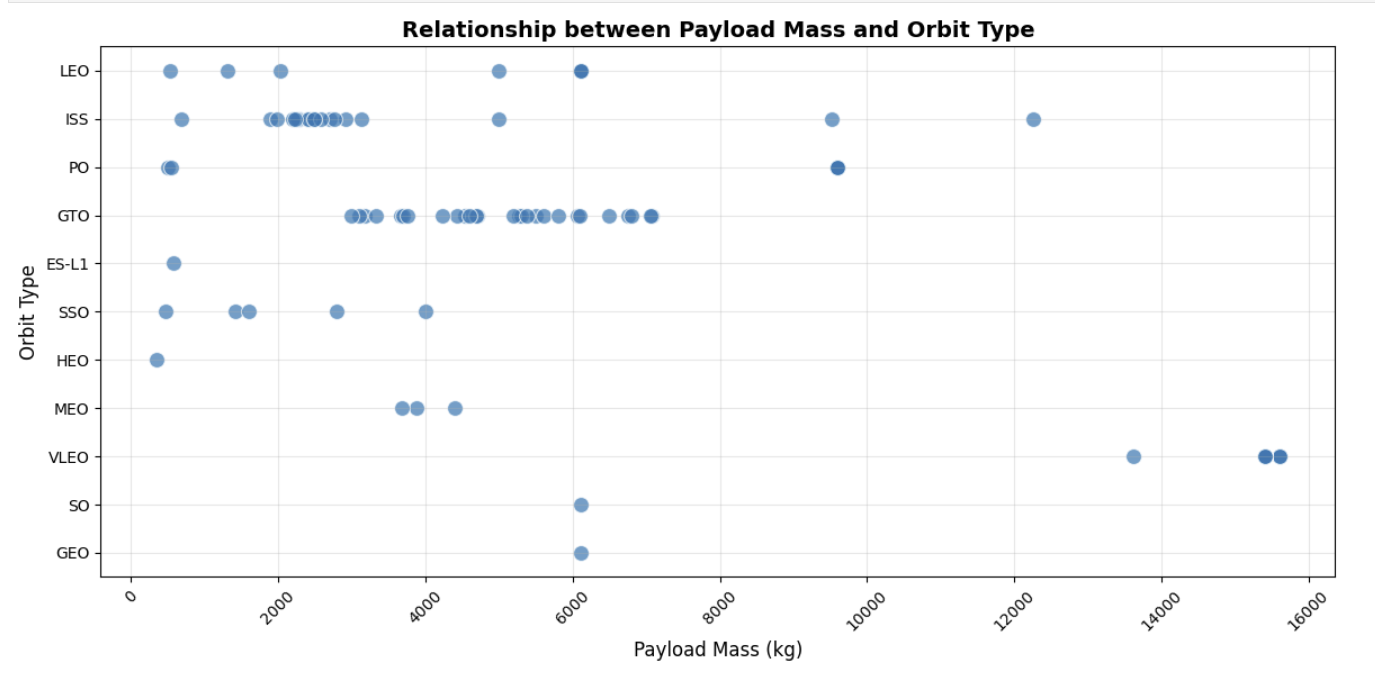 Relationship between Payload Mass and Orbit Type
Orbit Type
LEO
ISS
PO
GTO
ES-L1
SSO
HEO
MEO
VLEO
SO
GEO
0
2000
4000
6000
8000
10000
12000
14000
16000
Payload Mass (kg)